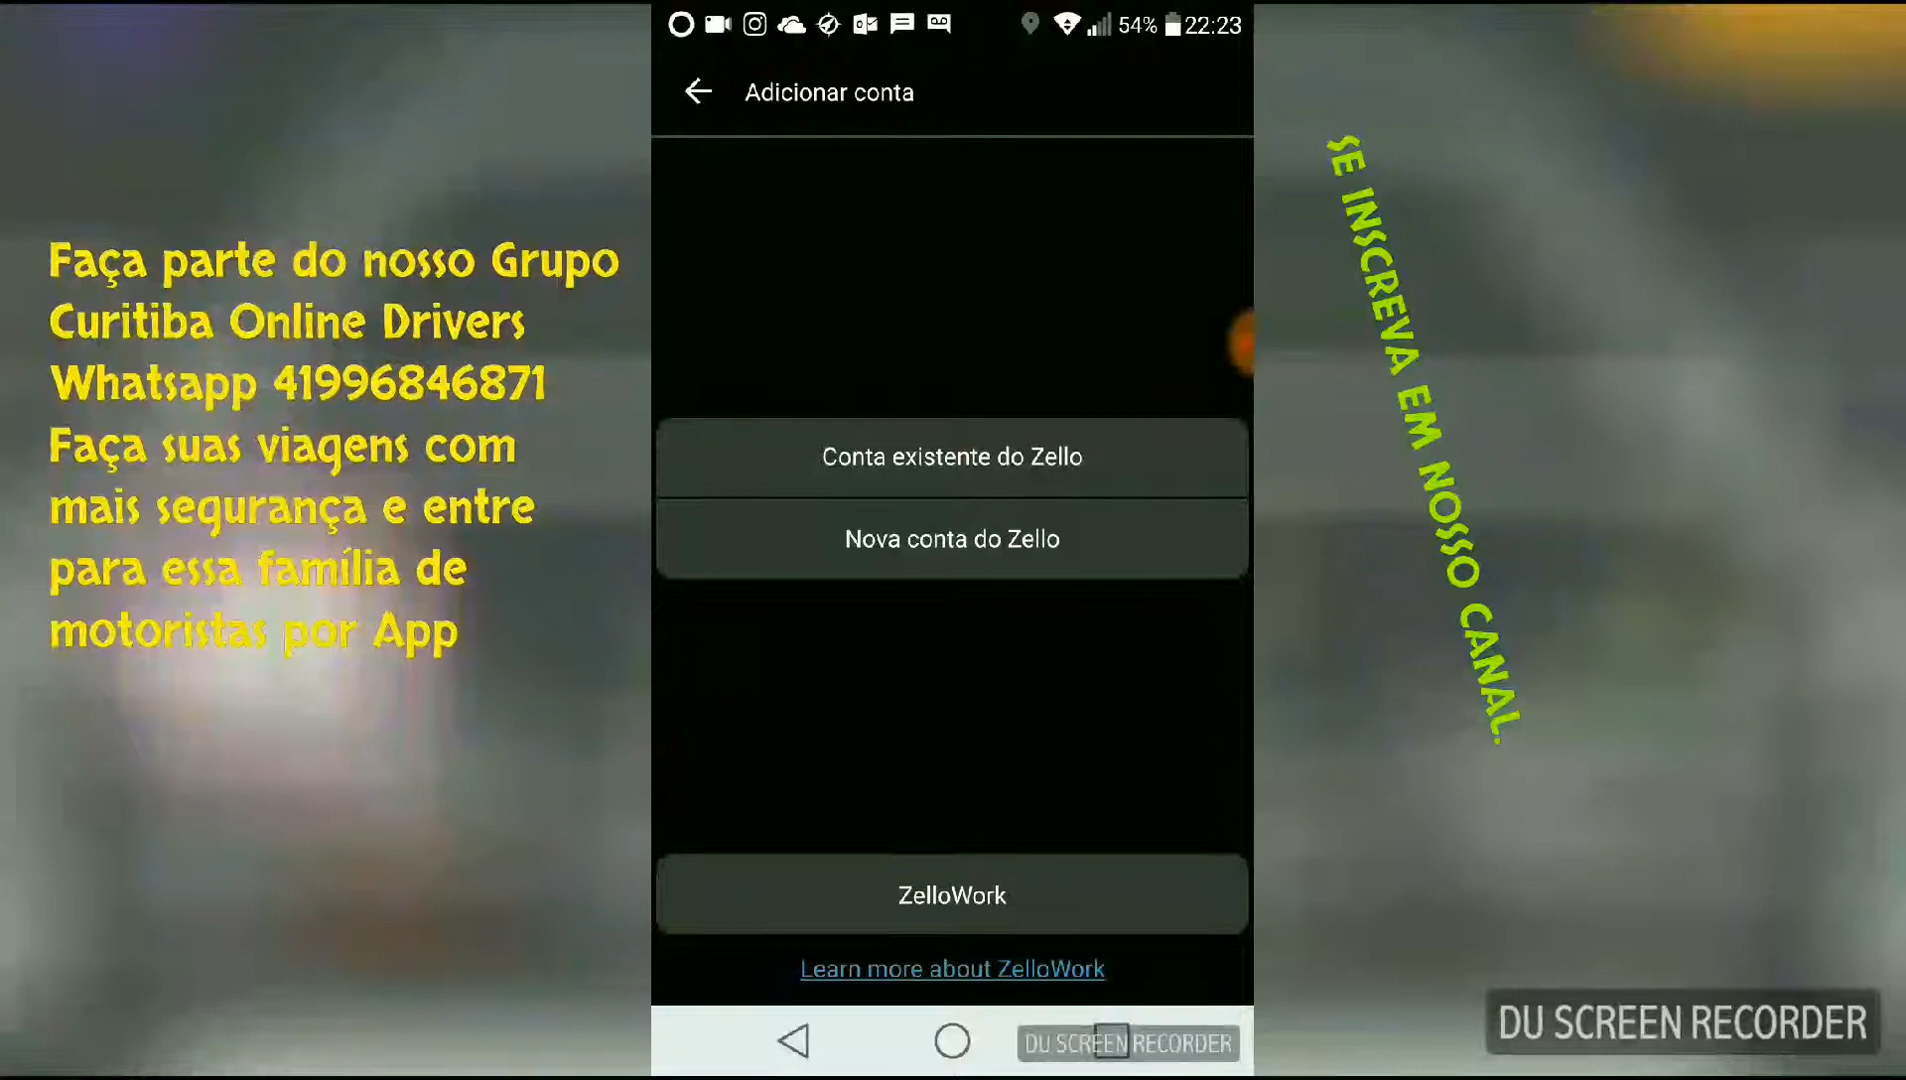 54% 22:23
Adicionar conta
Faça parte do nosso Grupo
Curitiba Online Drivers
Whatsapp 41996846871
Faça suas viagens com
mais segurança e entre
para essa família de
motoristas por App
Conta existente do Zello
Nova conta do Zello
ZelloWork
Learn more about ZelloWork
SE INSCREVA EM NOSSO CANAL.
DU SCREEN RECORDER
DU SCREEN RECORDER